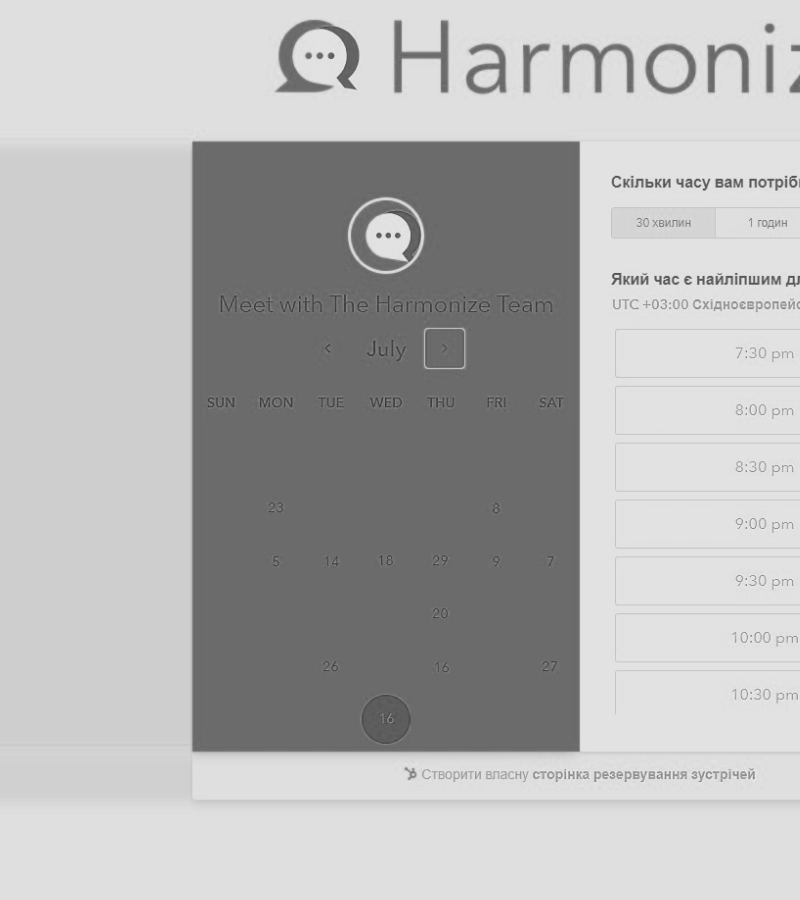 Harmoniz
Meet with The Harmonize Team
July
SUN MON TUE WED THU FRI SAT
23 8
5 14 18 29 9 7
20
26 16 27
16
Скільки часу вам потріб
30 хвилин 1 годин
Який час є найліпшим дл
UTC +03:00 Східноєвропейс
7:30 pm
8:00 pm
8:30 pm
9:00 pm
9:30 pm
10:00 pm
10:30 pm
Створити власну сторінка резервування зустрічей